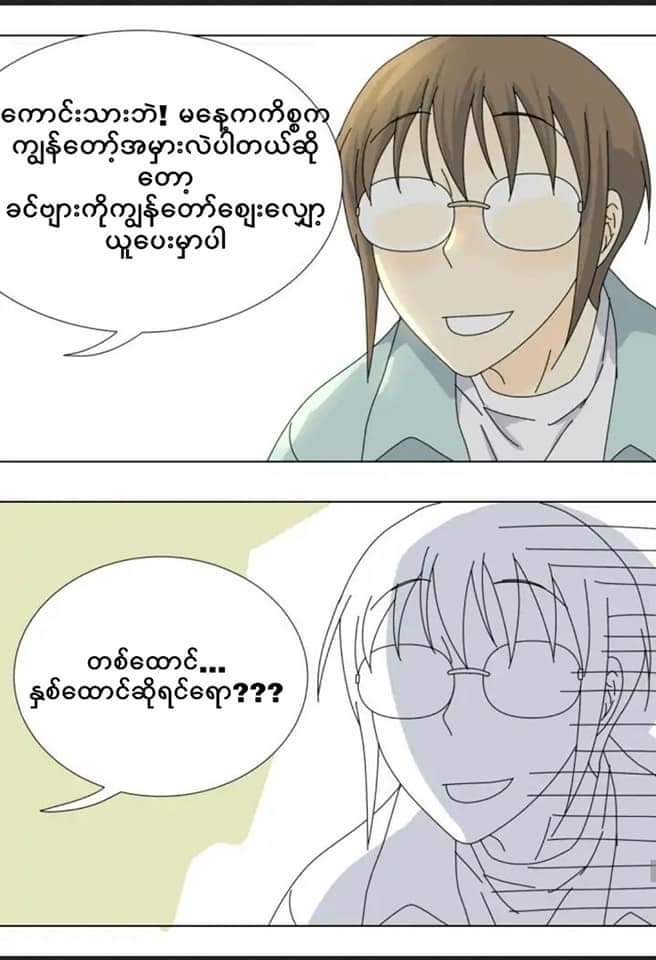 ကောင်းသားဘဲ! မနေ့ကကိစ္စက
ကျွန်တော့်အမှားလဲပါတယ်ဆို
တော့
ခင်ဗျားကိုကျွန်တော်ဈေးလျှော့
ယူပေးမှာပါ
တစ်ထောင်...
နှစ်ထောင်ဆိုရင်ရော???